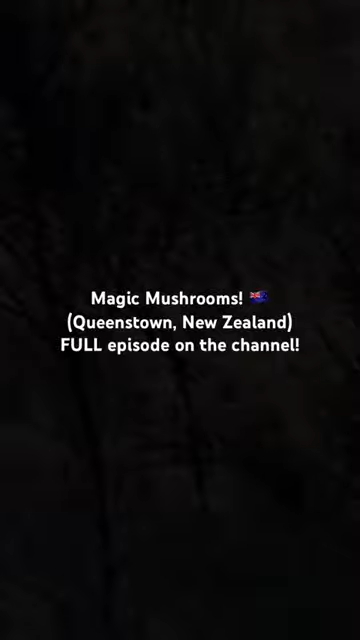 Magic Mushrooms! 🇳🇿
(Queenstown, New Zealand)
FULL episode on the channel!